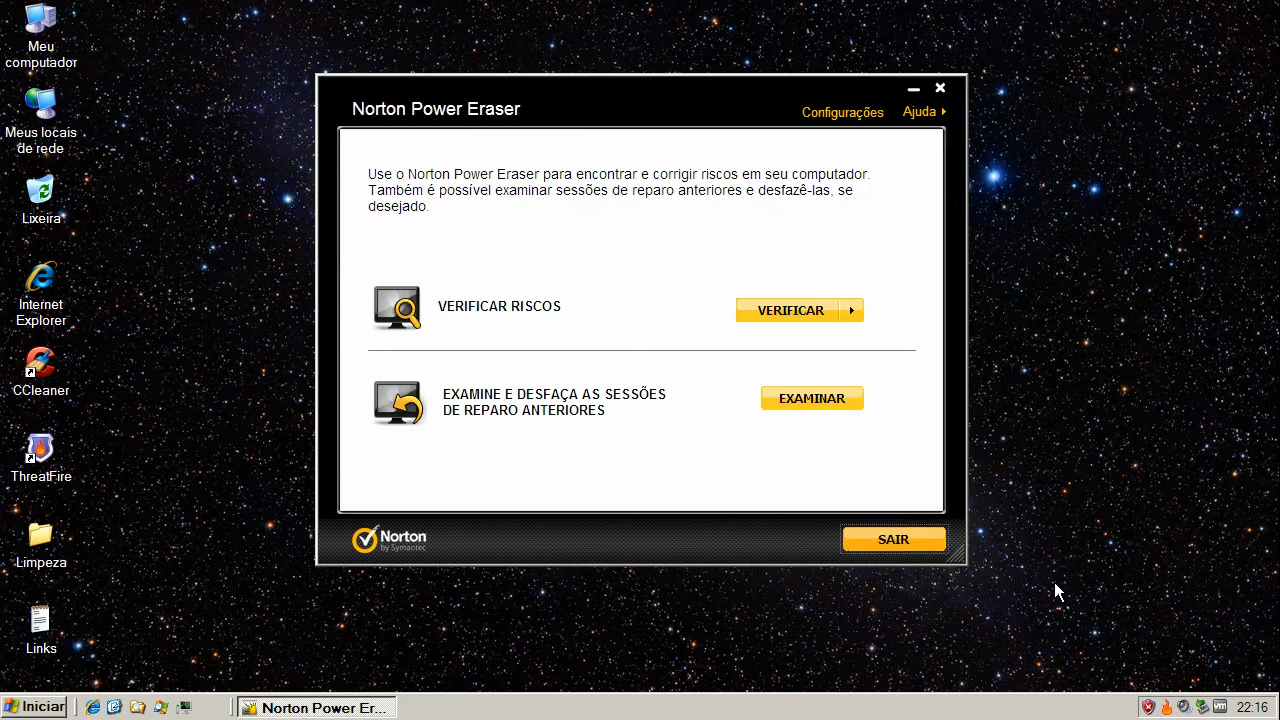 Meu
computador
Meus locais
de rede
Lixeira
Internet
Explorer
CCleaner
ThreatFire
Limpeza
Links
Norton Power Eraser
Configurações
Ajuda
Use o Norton Power Eraser para encontrar e corrigir riscos em seu computador.
Também é possível examinar sessões de reparo anteriores e desfazê-las, se
desejado.
VERIFICAR RISCOS
VERIFICAR
EXAMINE E DESFAÇA AS SESSÕES
DE REPARO ANTERIORES
EXAMINAR
Norton
by Symantec
SAIR
Iniciar
Norton Power Er...
vm
22:16